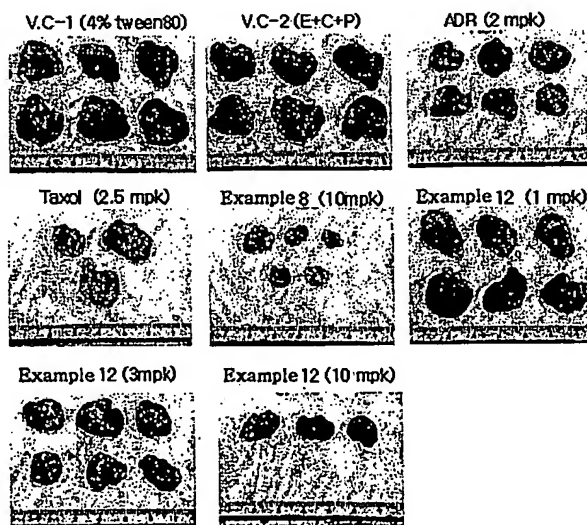 V.C-1 (4% tween80)
V.C-2 (E+C+P)
ADR (2 mpk)
Taxol (2.5 mpk)
Example 8 (10mpk)
Example 12 (1 mpk)
Example 12 (3mpk)
Example 12 (10 mpk)